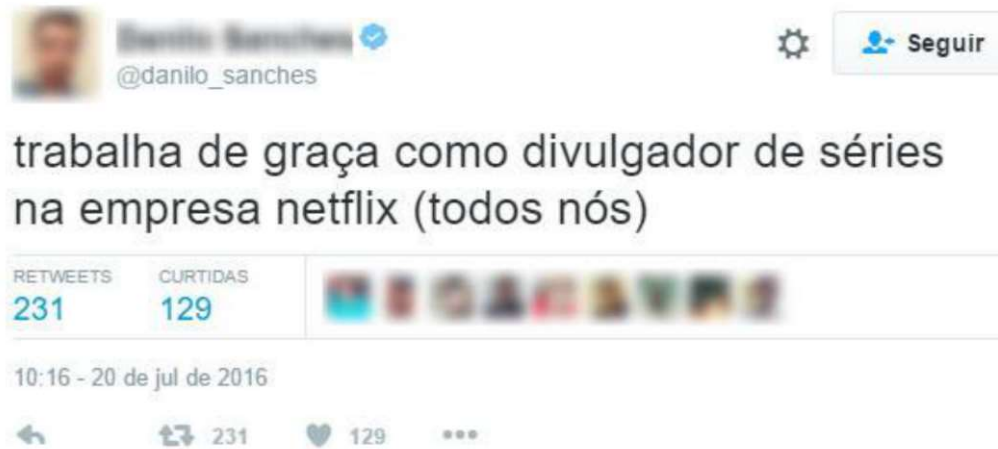 @danilo_sanches
Seguir
trabalha de graça como divulgador de séries
na empresa netflix (todos nós)
RETWEETS CURTIDAS
231 129
10:16 - 20 de jul de 2016
231 129